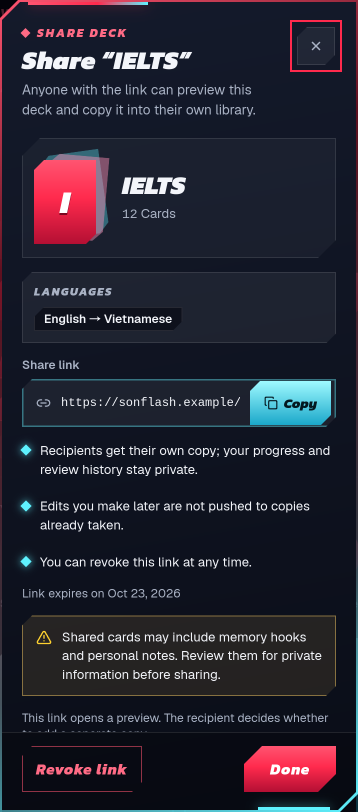 SHARE DECK
Share “IELTS”
Anyone with the link can preview this
deck and copy it into their own library.
I
IELTS
12 Cards
LANGUAGES
English → Vietnamese
Share link
https://sonflash.example/
Copy
Recipients get their own copy; your progress and
review history stay private.
Edits you make later are not pushed to copies
already taken.
You can revoke this link at any time.
Link expires on Oct 23, 2026
Shared cards may include memory hooks
and personal notes. Review them for private
information before sharing.
This link opens a preview. The recipient decides whether
Revoke link
Done